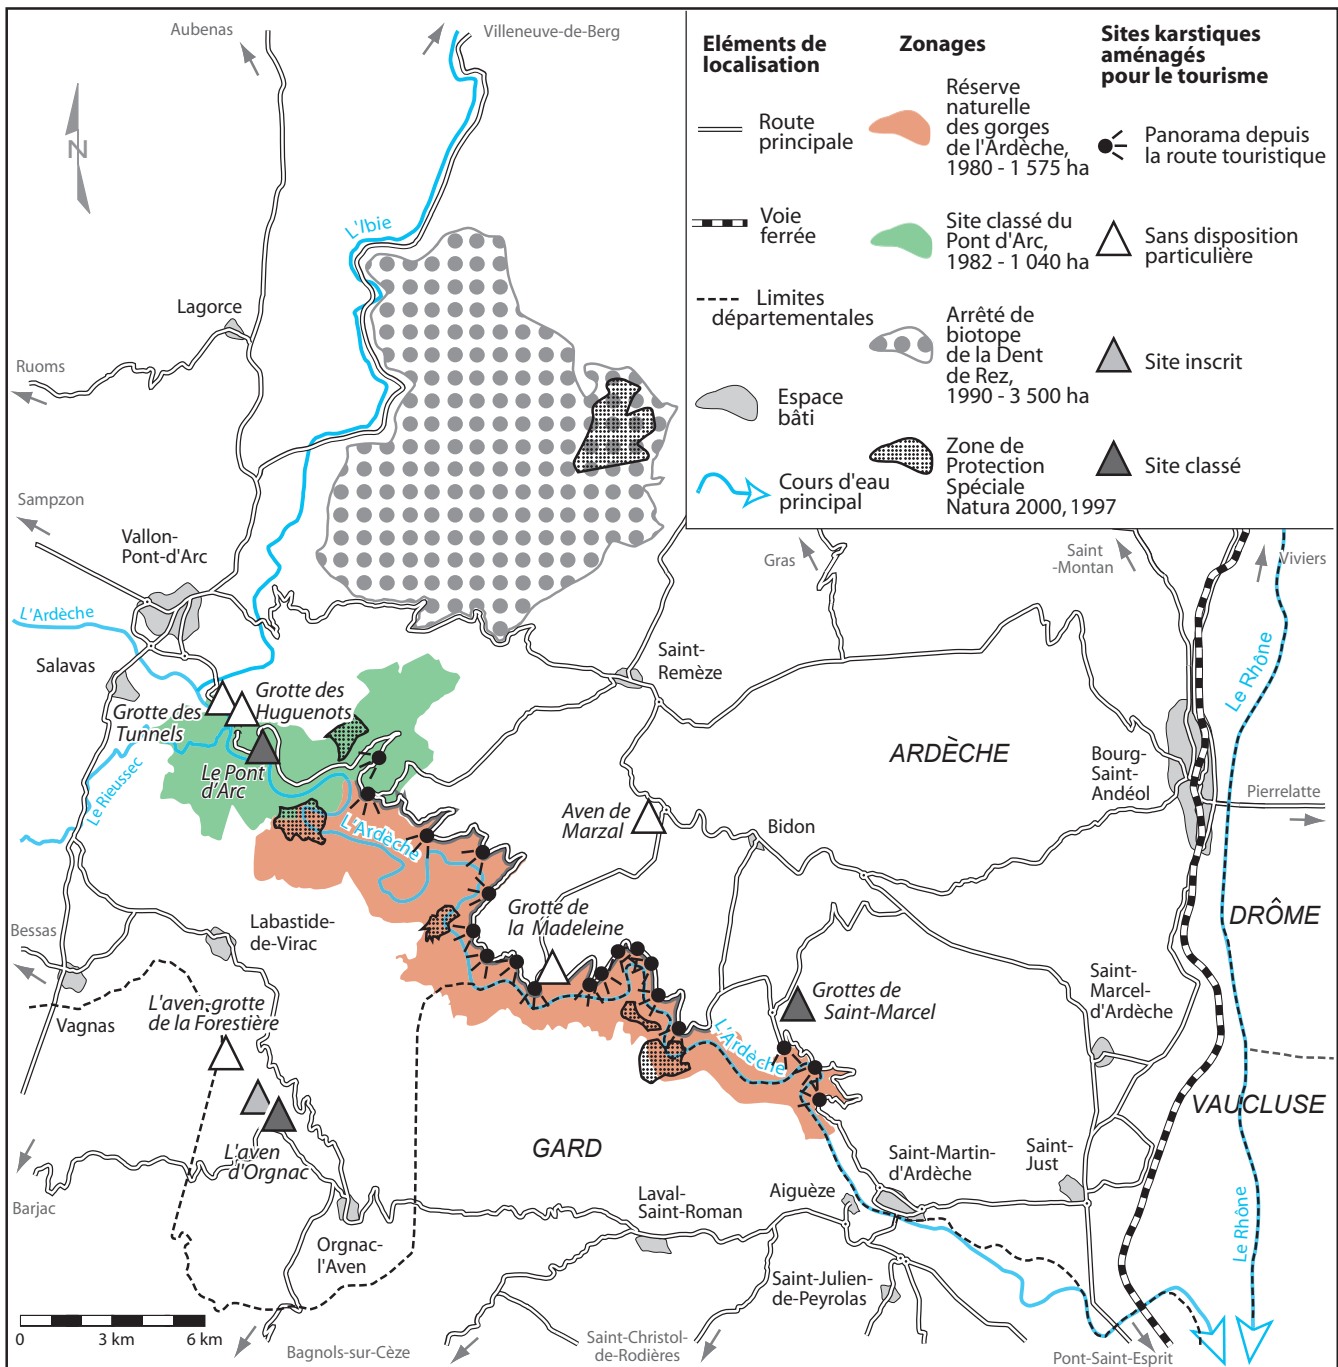 Aubenas
Villeneuve-de-Berg
Eléments de
localisation
Route
principale
Voie
ferrée
Limites
départementales
Espace
bâti
Cours d'eau
principal
Zonages
Réserve
naturelle
des gorges
de l'Ardèche,
1980 - 1 575 ha
Site classé du
Pont d'Arc,
1982 - 1 040 ha
Arrêté de
biotope
de la Dent
de Rez,
1990 - 3 500 ha
Zone de
Protection
Spéciale
Natura 2000, 1997
Sites karstiques
aménagés
pour le tourisme
Panorama depuis
la route touristique
Sans disposition
particulière
Site inscrit
Site classé
N
L'Ibie
Lagorce
Ruoms
Sampzon
Vallon-
Pont-d'Arc
L'Ardèche
Salavas
Gras
Saint
-Montan
Viviers
Saint-
Remèze
Le Rhône
Grotte des
Huguenots
Grotte des
Tunnels
Le Pont
d'Arc
Le Rieussec
L'Ardèche
ARDÈCHE
Bourg-
Saint-
Andéol
Pierrelatte
Aven de
Marzal
Bidon
Bessas
Labastide-
de-Virac
Grotte de
la Madeleine
DRÔME
Vagnas
L'aven-grotte
de la Forestière
Grottes de
Saint-Marcel
Saint-
Marcel-
d'Ardèche
L'Ardèche
VAUCLUSE
L'aven
d'Orgnac
GARD
Saint-Martin-
d'Ardèche
Saint-
Just
Barjac
Laval-
Saint-Roman
Aiguèze
Le Rhône
Orgnac-
l'Aven
Saint-Julien-
de-Peyrolas
0
3 km
6 km
Bagnols-sur-Cèze
Saint-Christol-
de-Rodières
Pont-Saint-Esprit